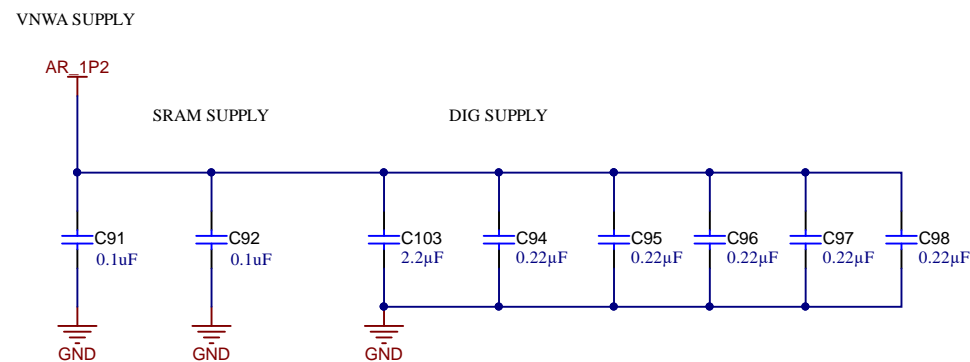 VNWA SUPPLY
AR_1P2
SRAM SUPPLY
DIG SUPPLY
C91
0.1uF
C92
0.1uF
C103
2.2µF
C94
0.22µF
C95
0.22µF
C96
0.22µF
C97
0.22µF
C98
0.22µF
GND
GND
GND